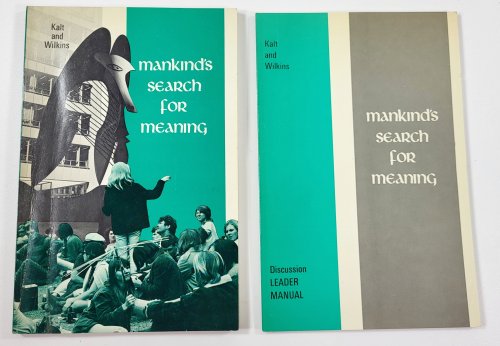 Kalt
and
Wilkins
mankind's
search
for
meaning
Kalt
and
Wilkins
mankind's
search
for
meaning
Discussion
LEADER
MANUAL